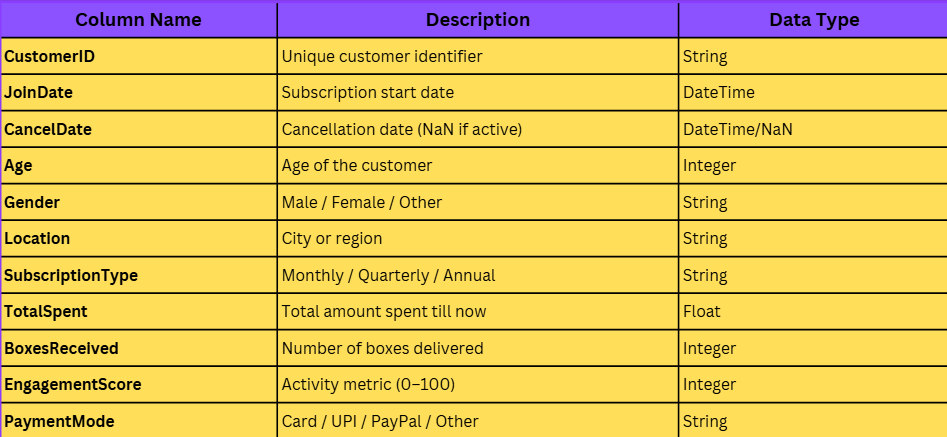 Column Name Description Data Type
CustomerID Unique customer identifier String
JoinDate Subscription start date DateTime
CancelDate Cancellation date (NaN if active) DateTime/NaN
Age Age of the customer Integer
Gender Male / Female / Other String
Location City or region String
SubscriptionType Monthly / Quarterly / Annual String
TotalSpent Total amount spent till now Float
BoxesReceived Number of boxes delivered Integer
EngagementScore Activity metric (0–100) Integer
PaymentMode Card / UPI / PayPal / Other String